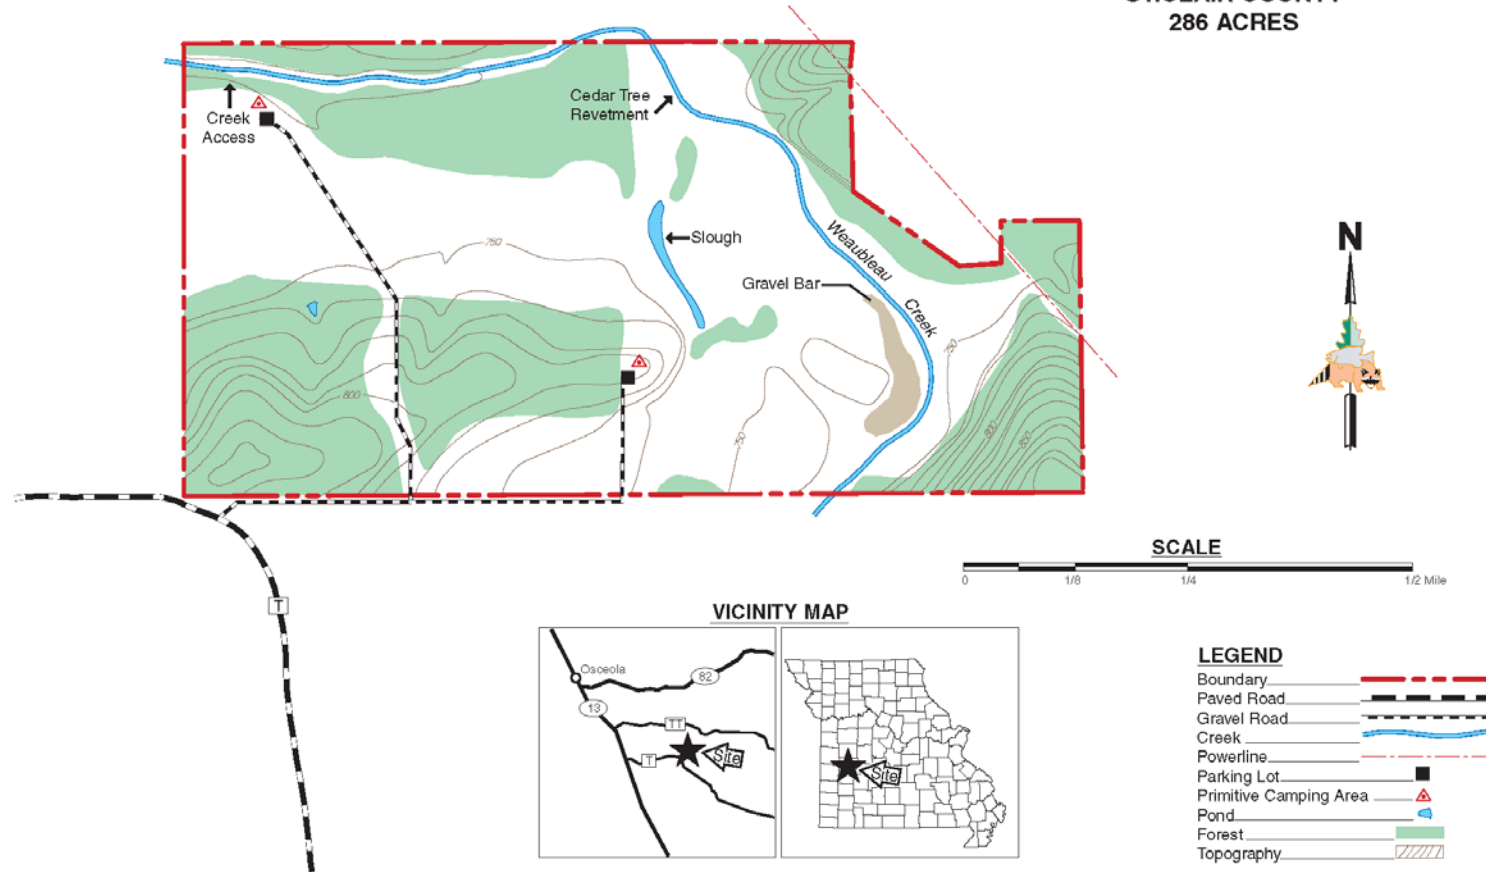 286 ACRES
Cedar Tree
Revetment
Creek
Access
750
Slough
Weaubleau
Creek
Gravel Bar
N
800
800
850
SCALE
0 1/8 1/4 1/2 Mile
T
VICINITY MAP
Osceola
82
13
TT
T
Site
Site
LEGEND
Boundary
Paved Road
Gravel Road
Creek
Powerline
Parking Lot
Primitive Camping Area
Pond
Forest
Topography